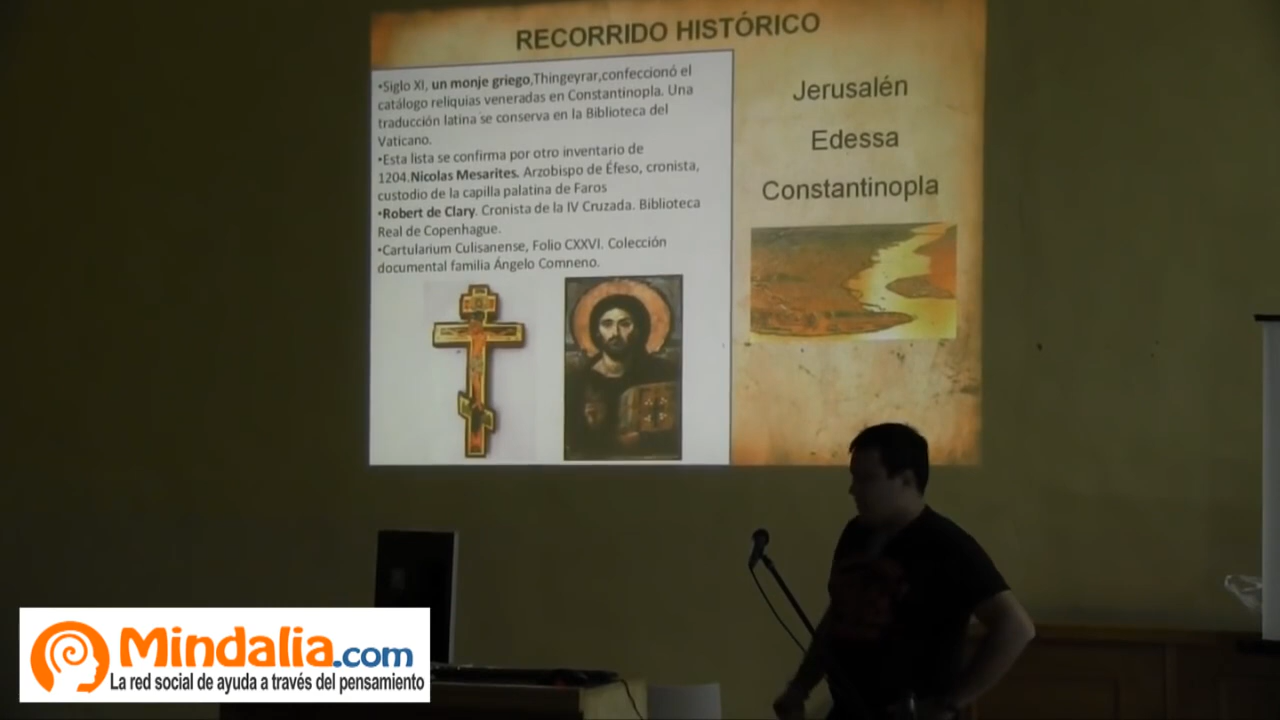 RECORRIDO HISTÓRICO
•Siglo XI, un monje griego,Thingeyrar,confeccionó el
catálogo reliquias veneradas en Constantinopla. Una
traducción latina se conserva en la Biblioteca del
Vaticano.
•Esta lista se confirma por otro inventario de
1204.Nicolas Mesarites. Arzobispo de Éfeso, cronista,
custodio de la capilla palatina de Faros
•Robert de Clary. Cronista de la IV Cruzada. Biblioteca
Real de Copenhague.
•Cartularium Culisanense, Folio CXXVI. Colección
documental familia Ángelo Comneno.
Jerusalén
Edessa
Constantinopla
Mindalia.com
La red social de ayuda a través del pensamiento